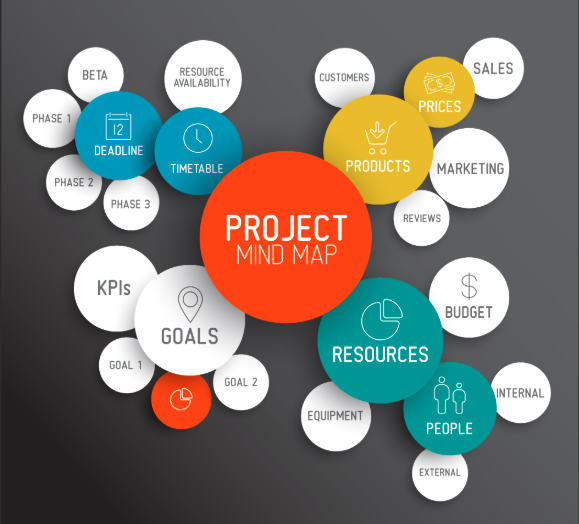 BETA
RESOURCE
AVAILABILITY
PHASE 1
12
DEADLINE
TIMETABLE
PHASE 2
PHASE 3
CUSTOMERS
PRICES
SALES
PRODUCTS
MARKETING
REVIEWS
PROJECT
MIND MAP
KPIs
GOALS
GOAL 1
GOAL 2
$
BUDGET
RESOURCES
EQUIPMENT
PEOPLE
INTERNAL
EXTERNAL